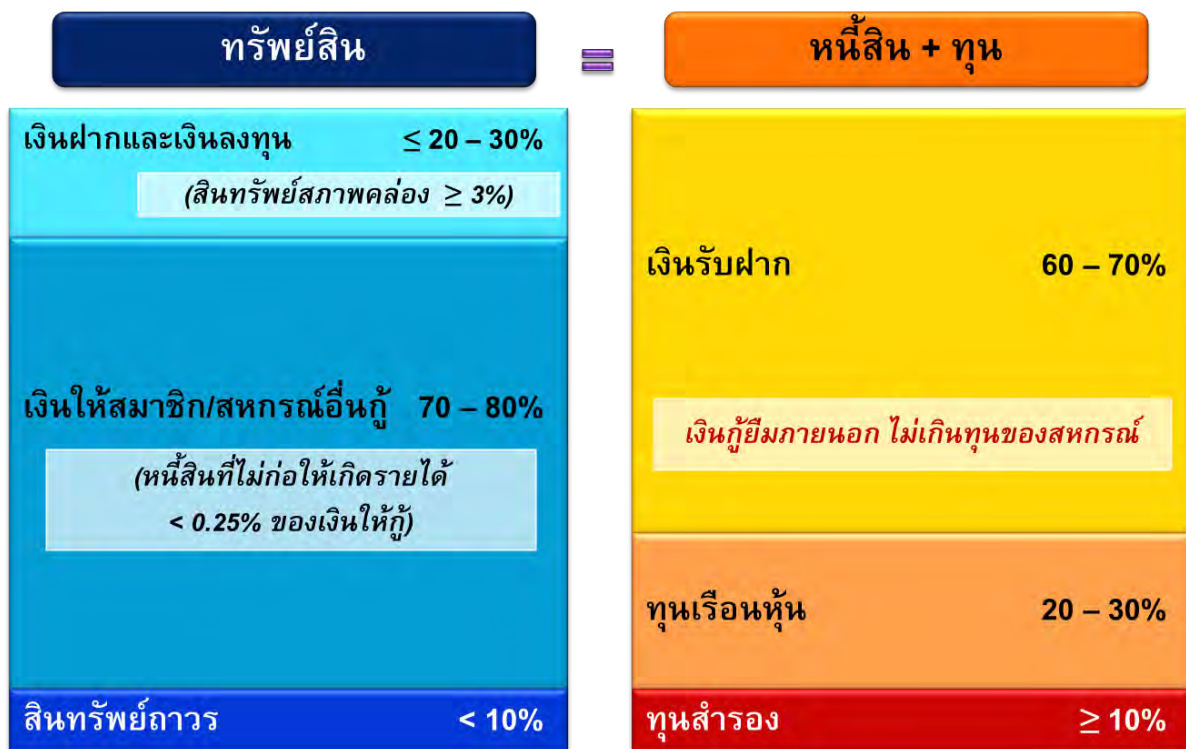 ทรัพย์สิน = หนี้สิน + ทุน
เงินฝากและเงินลงทุน ≤ 20 – 30%
(สินทรัพย์สภาพคล่อง ≥ 3%)
เงินให้สมาชิก/สหกรณ์อื่นกู้ 70 – 80%
(หนี้สินที่ไม่ก่อให้เกิดรายได้
< 0.25% ของเงินให้กู้)
สินทรัพย์ถาวร < 10%
เงินรับฝาก 60 – 70%
เงินกู้ยืมภายนอก ไม่เกินทุนของสหกรณ์
ทุนเรือนหุ้น 20 – 30%
ทุนสำรอง ≥ 10%